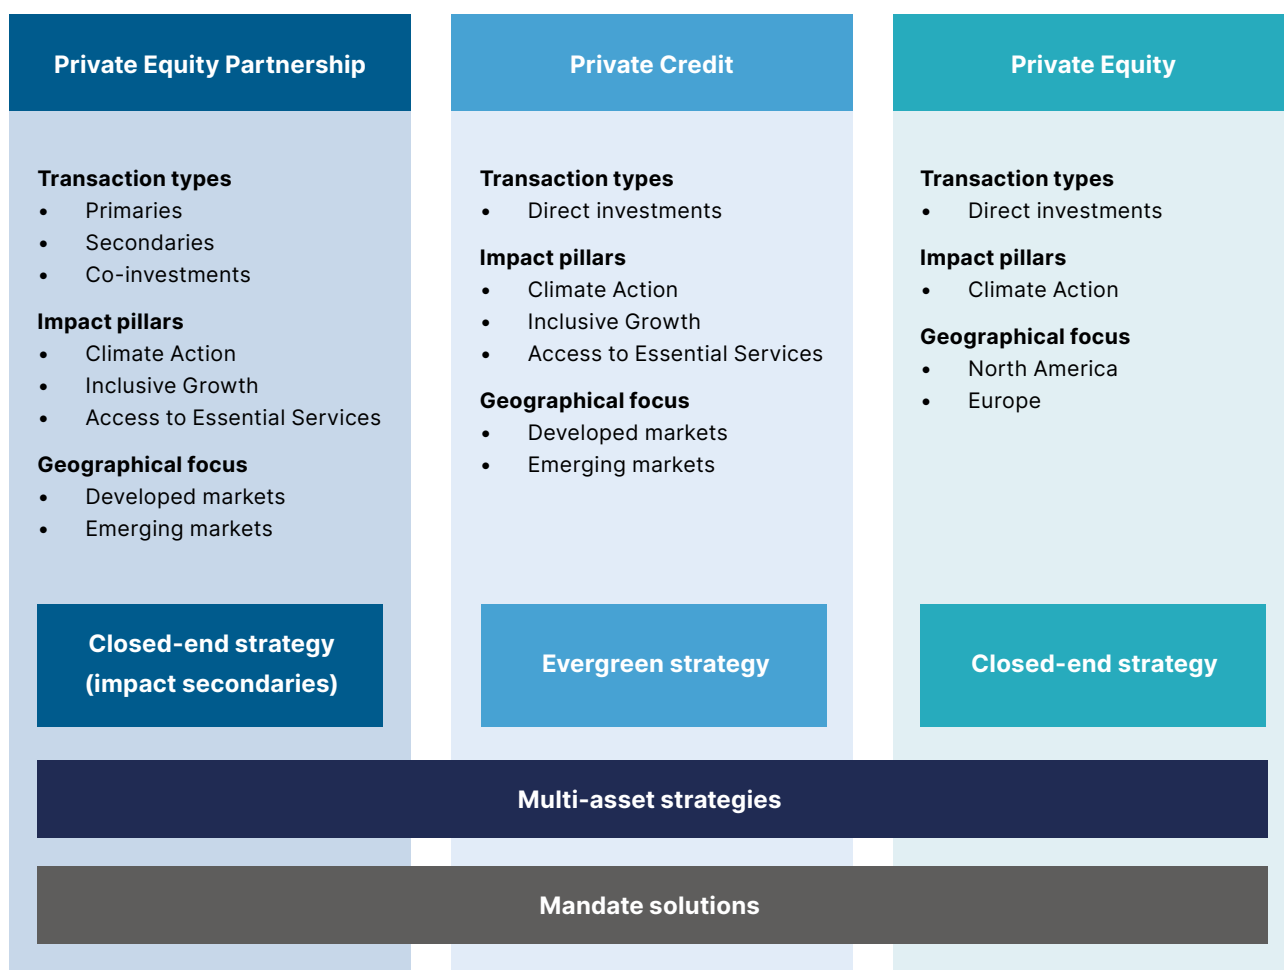 Private Equity Partnership
Transaction types
• Primaries
• Secondaries
• Co-investments
Impact pillars
• Climate Action
• Inclusive Growth
• Access to Essential Services
Geographical focus
• Developed markets
• Emerging markets
Closed-end strategy
(impact secondaries)
Private Credit
Transaction types
• Direct investments
Impact pillars
• Climate Action
• Inclusive Growth
• Access to Essential Services
Geographical focus
• Developed markets
• Emerging markets
Evergreen strategy
Private Equity
Transaction types
• Direct investments
Impact pillars
• Climate Action
Geographical focus
• North America
• Europe
Closed-end strategy
Multi-asset strategies
Mandate solutions